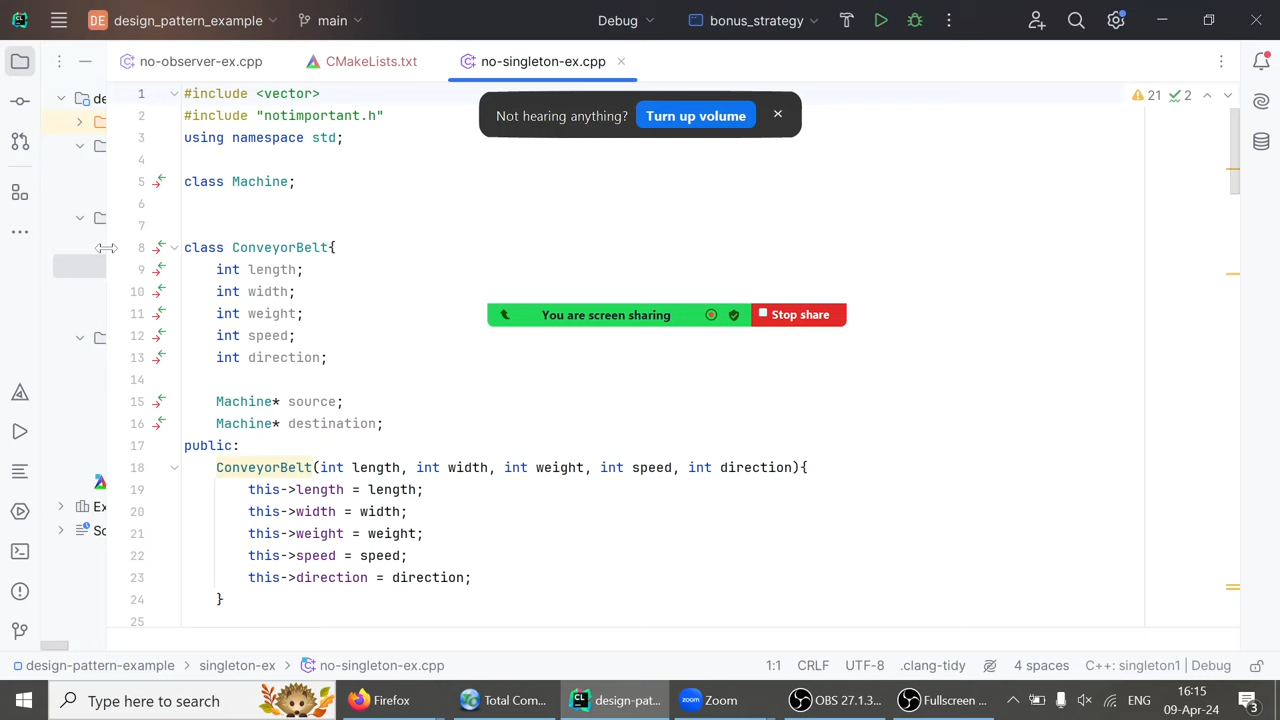 DE design_pattern_example main Debug bonus_strategy
no-observer-ex.cpp CMakeLists.txt no-singleton-ex.cpp
Not hearing anything? Turn up volume
21 2
de
Ex
Sc
1 #include <vector>
2 #include "notimportant.h"
3 using namespace std;
4
5 class Machine;
6
7
8 class ConveyorBelt{
9 int length;
10 int width;
11 int weight;
You are screen sharing Stop share
12 int speed;
13 int direction;
14
15 Machine* source;
16 Machine* destination;
17 public:
18 ConveyorBelt(int length, int width, int weight, int speed, int direction){
19 this->length = length;
20 this->width = width;
21 this->weight = weight;
22 this->speed = speed;
23 this->direction = direction;
24 }
25
design-pattern-example singleton-ex no-singleton-ex.cpp 1:1 CRLF UTF-8 .clang-tidy 4 spaces C++: singleton1 | Debug
Type here to search Firefox Total Com... design-pat... zoom Zoom OBS 27.1.3... Fullscreen ... ENG 16:15
09-Apr-24 3